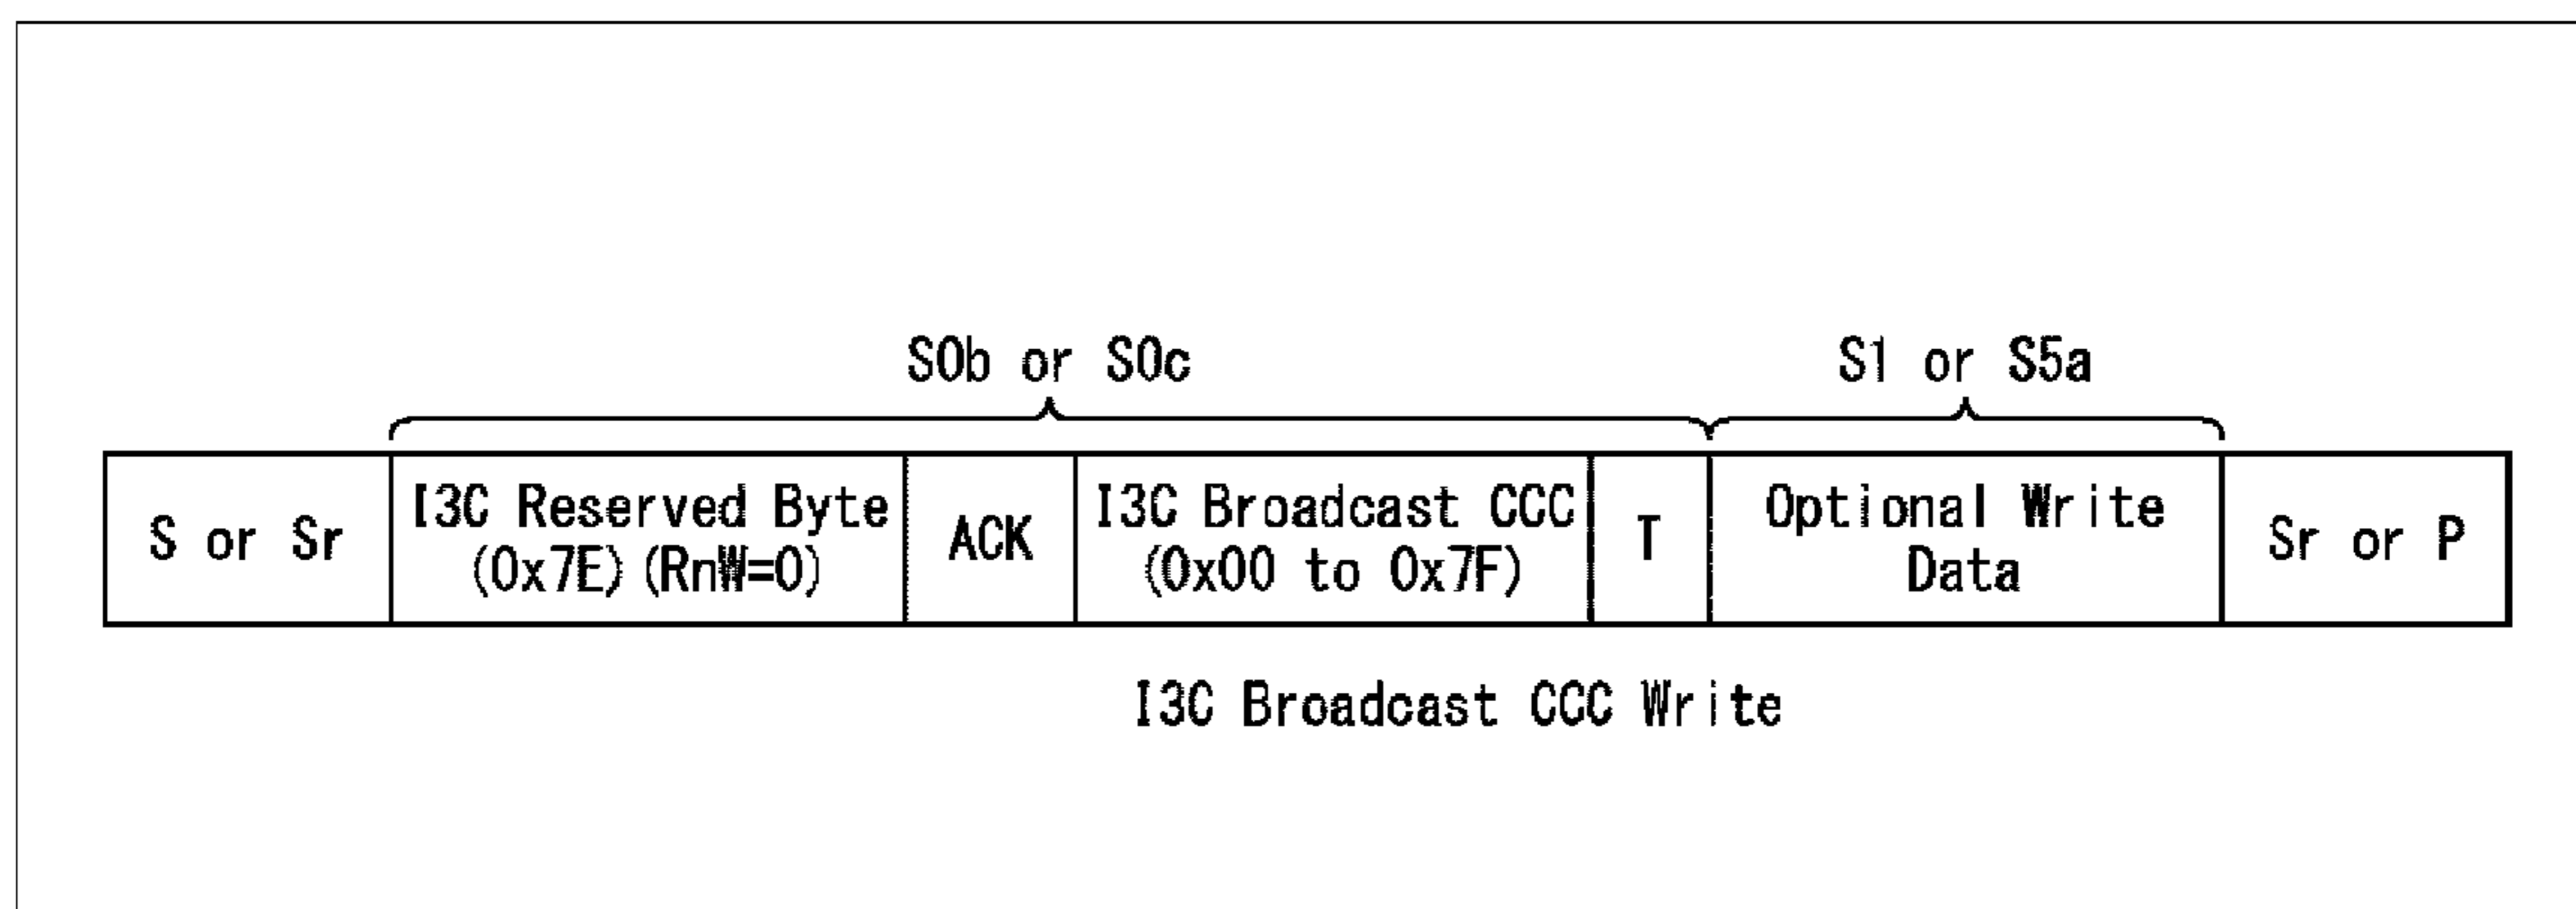 S0b or S0c
S1 or S5a
S or Sr
I3C Reserved Byte
(0x7E) (RnW=0)
ACK
I3C Broadcast CCC
(0x00 to 0x7F)
T
Optional Write
Data
Sr or P
I3C Broadcast CCC Write